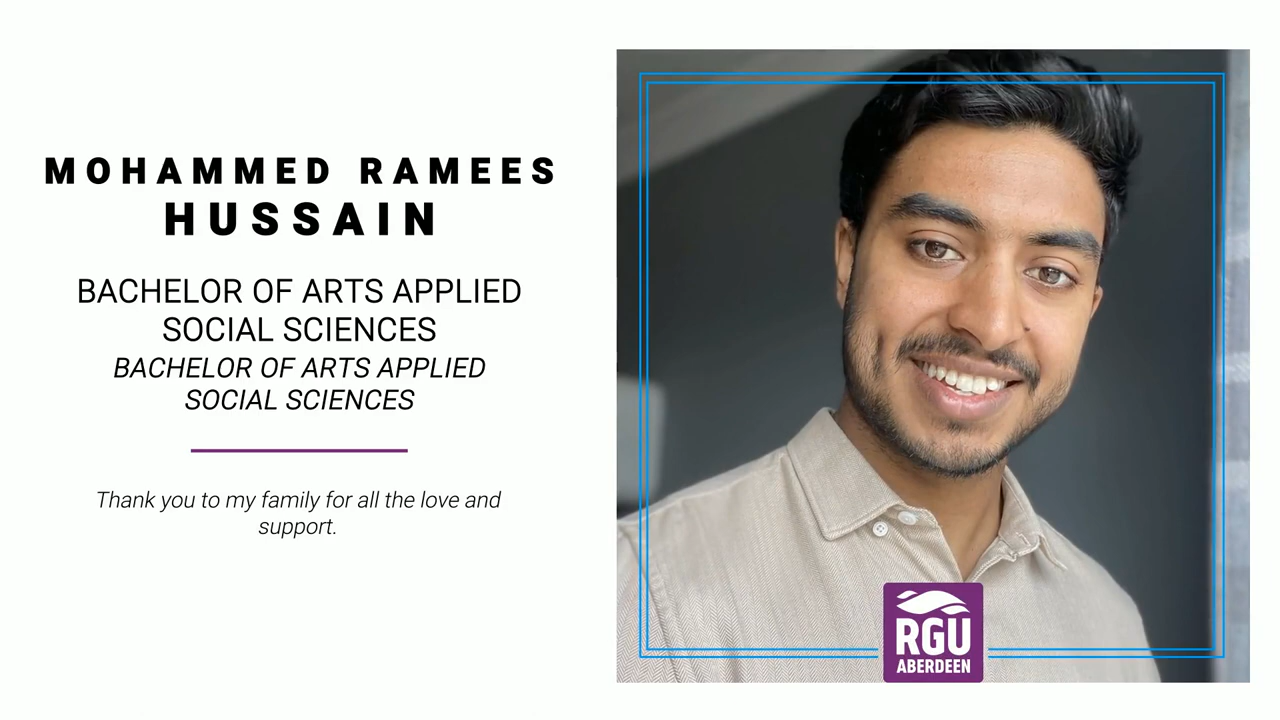 MOHAMMED RAMEES
HUSSAIN
BACHELOR OF ARTS APPLIED
SOCIAL SCIENCES
BACHELOR OF ARTS APPLIED
SOCIAL SCIENCES
Thank you to my family for all the love and
support.
RGU
ABERDEEN